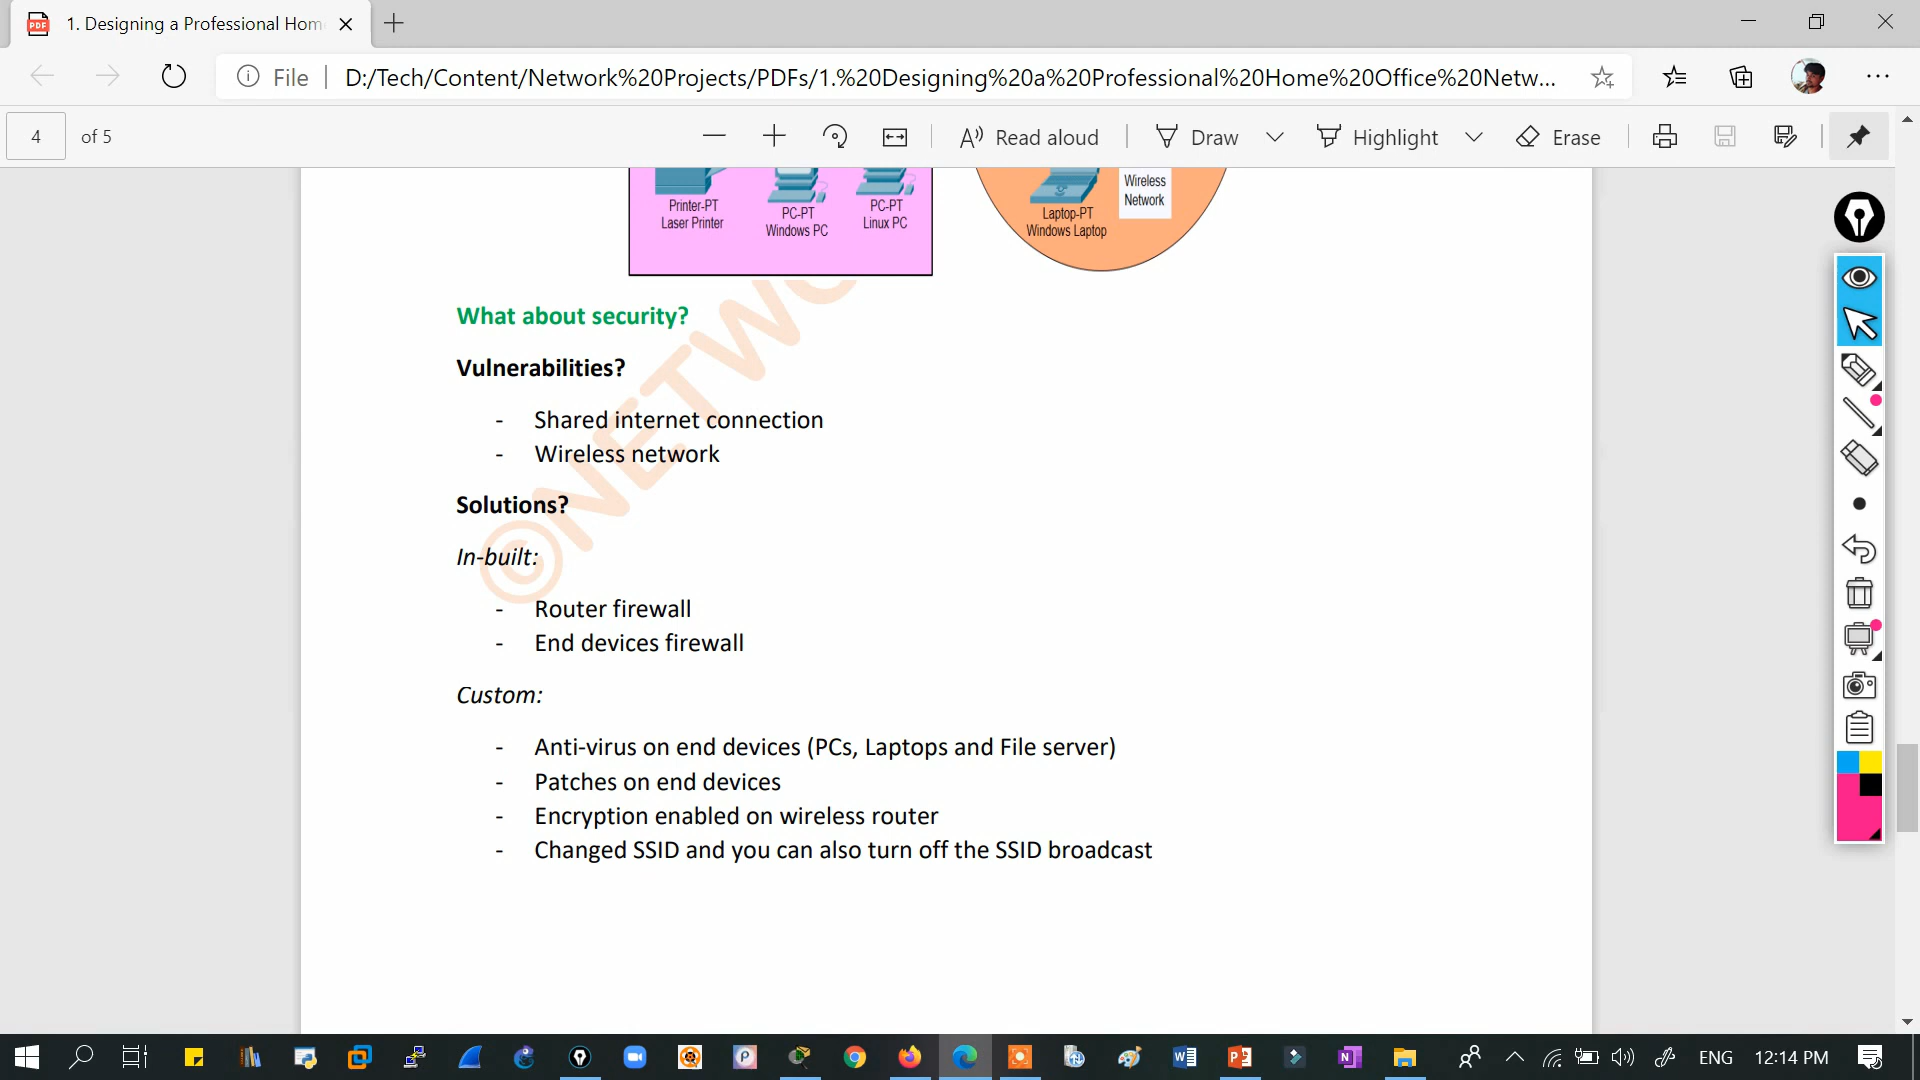 1. Designing a Professional Hom
File
D:/Tech/Content/Network%20Projects/PDFs/1.%20Designing%20a%20Professional%20Home%20Office%20Netw...
4 of 5
Read aloud
Draw
Highlight
Erase
Printer-PT
Laser Printer
PC-PT
Windows PC
PC-PT
Linux PC
Laptop-PT
Windows Laptop
Wireless
Network
©NETWO
What about security?
Vulnerabilities?
- Shared internet connection
- Wireless network
Solutions?
In-built:
- Router firewall
- End devices firewall
Custom:
- Anti-virus on end devices (PCs, Laptops and File server)
- Patches on end devices
- Encryption enabled on wireless router
- Changed SSID and you can also turn off the SSID broadcast
ENG
12:14 PM